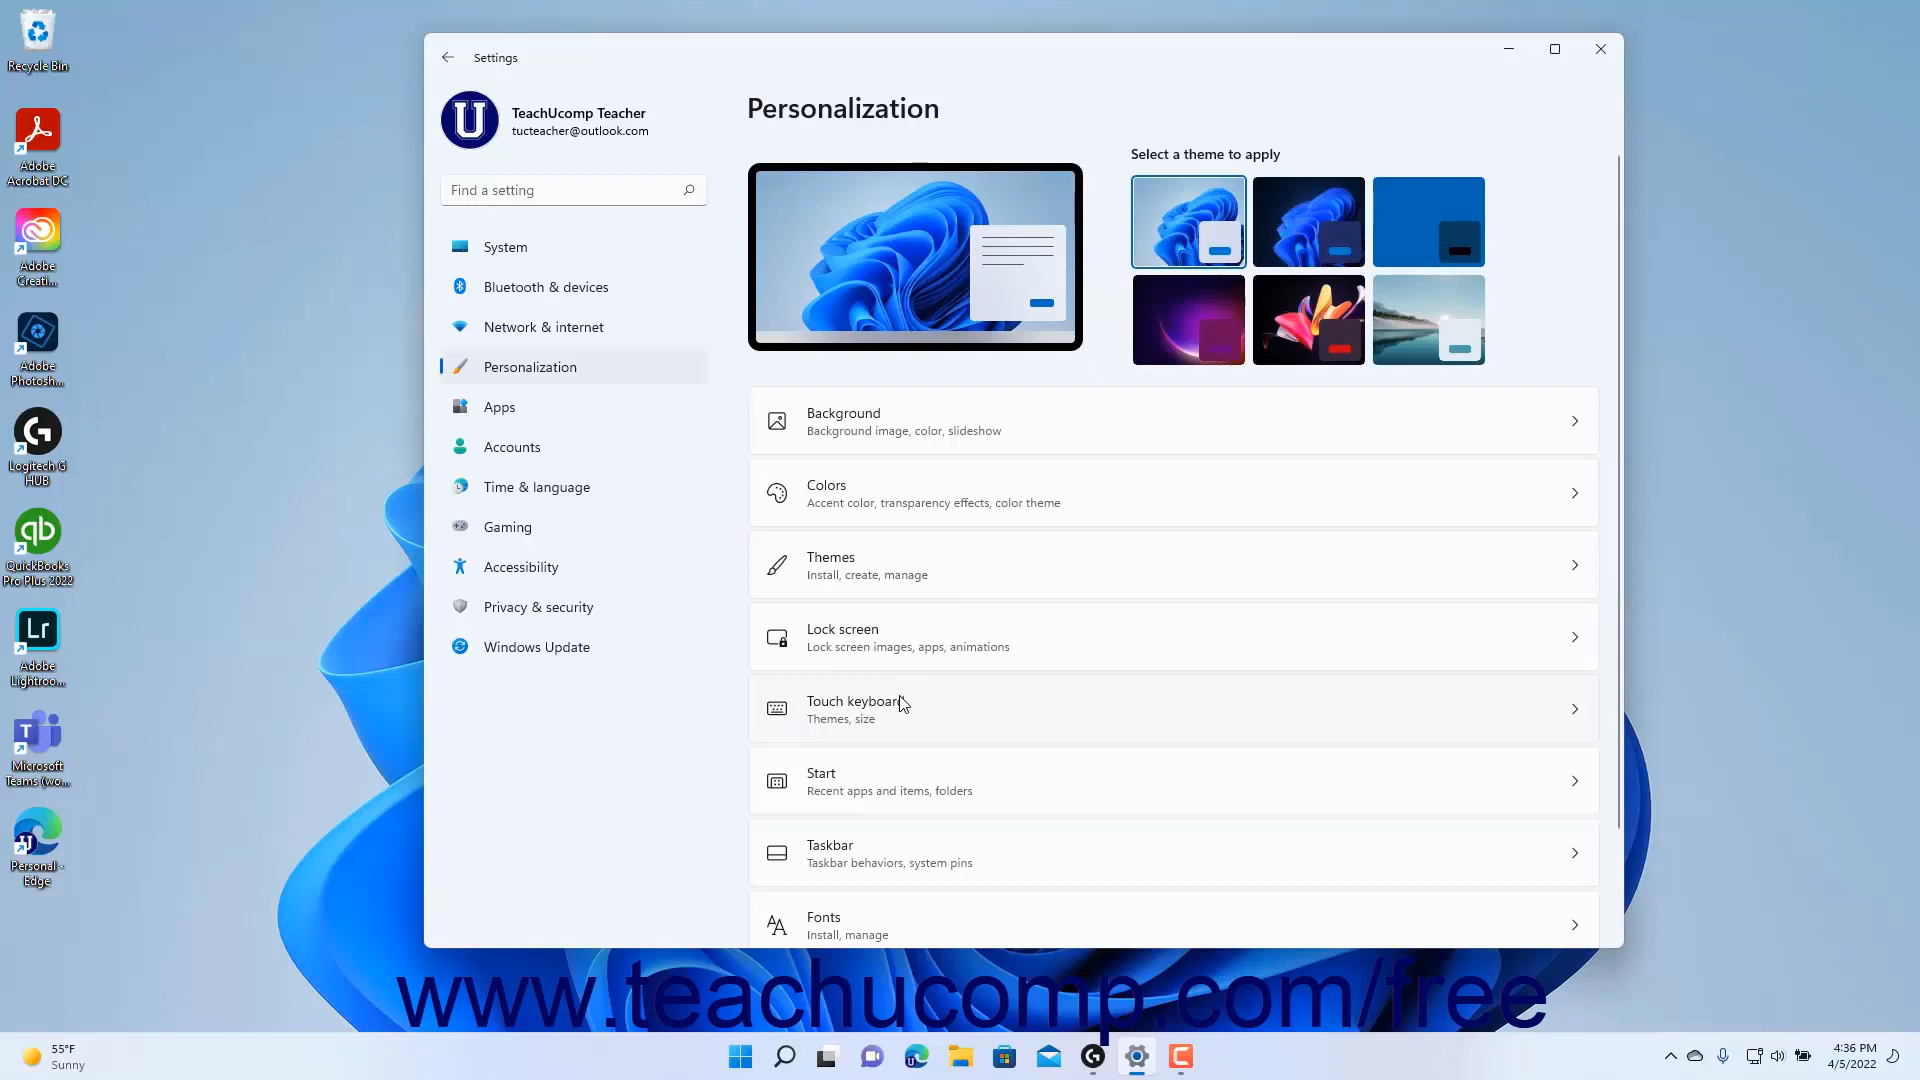 Recycle Bin
Adobe
Acrobat DC
Adobe
Creati...
Adobe
Photosh...
Logitech G
HUB
QuickBooks
Pro Plus 2022
Lr
Adobe
Lightroo...
Microsoft
Teams (wo...
Personal -
Edge
Settings
TeachUcomp Teacher
tucteacher@outlook.com
Find a setting
System
Bluetooth & devices
Network & internet
Personalization
Apps
Accounts
Time & language
Gaming
Accessibility
Privacy & security
Windows Update
Personalization
Select a theme to apply
Background
Background image, color, slideshow
Colors
Accent color, transparency effects, color theme
Themes
Install, create, manage
Lock screen
Lock screen images, apps, animations
Touch keyboard
Themes, size
Start
Recent apps and items, folders
Taskbar
Taskbar behaviors, system pins
Fonts
Install, manage
www.teachucomp.com/free
55°F
Sunny
4:36 PM
4/5/2022